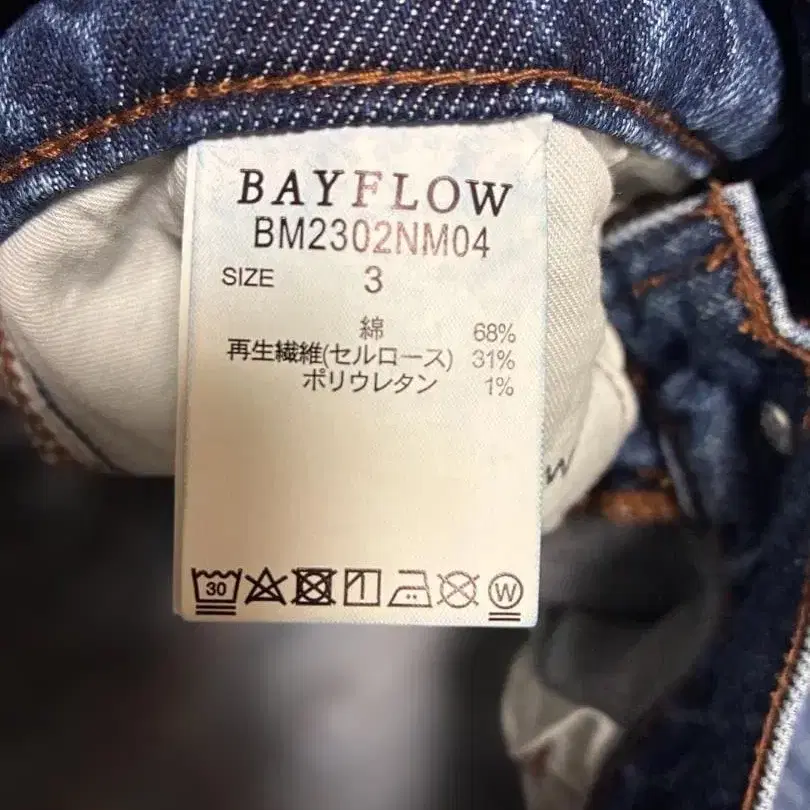 BAYFLOW
BM2302NM04
SIZE 3
綿 68%
再生繊維(セルロース) 31%
ポリウレタン 1%
30
W